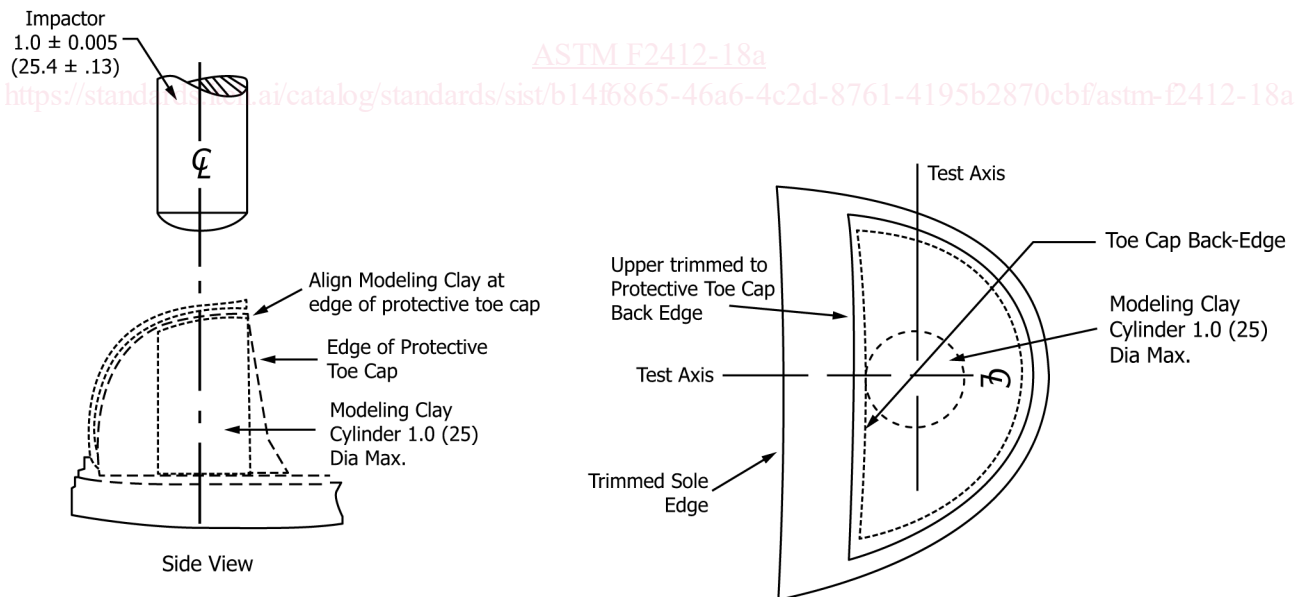 Impactor
1.0 ± 0.005
(25.4 ± .13)
ASTM F2412-18a
https://standards.iteh.ai/catalog/standards/sist/b14f6865-46a6-4c2d-8761-4195b2870cbf/astm-f2412-18a
℄
Align Modeling Clay at
edge of protective toe cap
Edge of Protective
Toe Cap
Modeling Clay
Cylinder 1.0 (25)
Dia Max.
Side View
Test Axis
Toe Cap Back-Edge
Upper trimmed to
Protective Toe Cap
Back Edge
Modeling Clay
Cylinder 1.0 (25)
Dia Max.
Test Axis
℄
Trimmed Sole
Edge